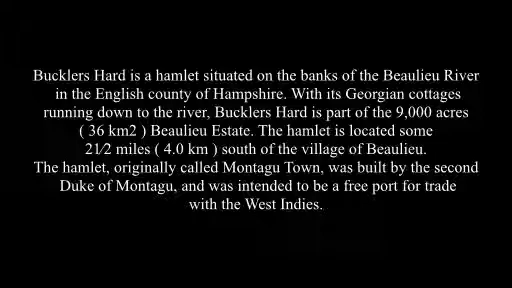 Bucklers Hard is a hamlet situated on the banks of the Beaulieu River
in the English county of Hampshire. With its Georgian cottages
running down to the river, Bucklers Hard is part of the 9,000 acres
( 36 km2 ) Beaulieu Estate. The hamlet is located some
21⁄2 miles ( 4.0 km ) south of the village of Beaulieu.
The hamlet, originally called Montagu Town, was built by the second
Duke of Montagu, and was intended to be a free port for trade
with the West Indies.